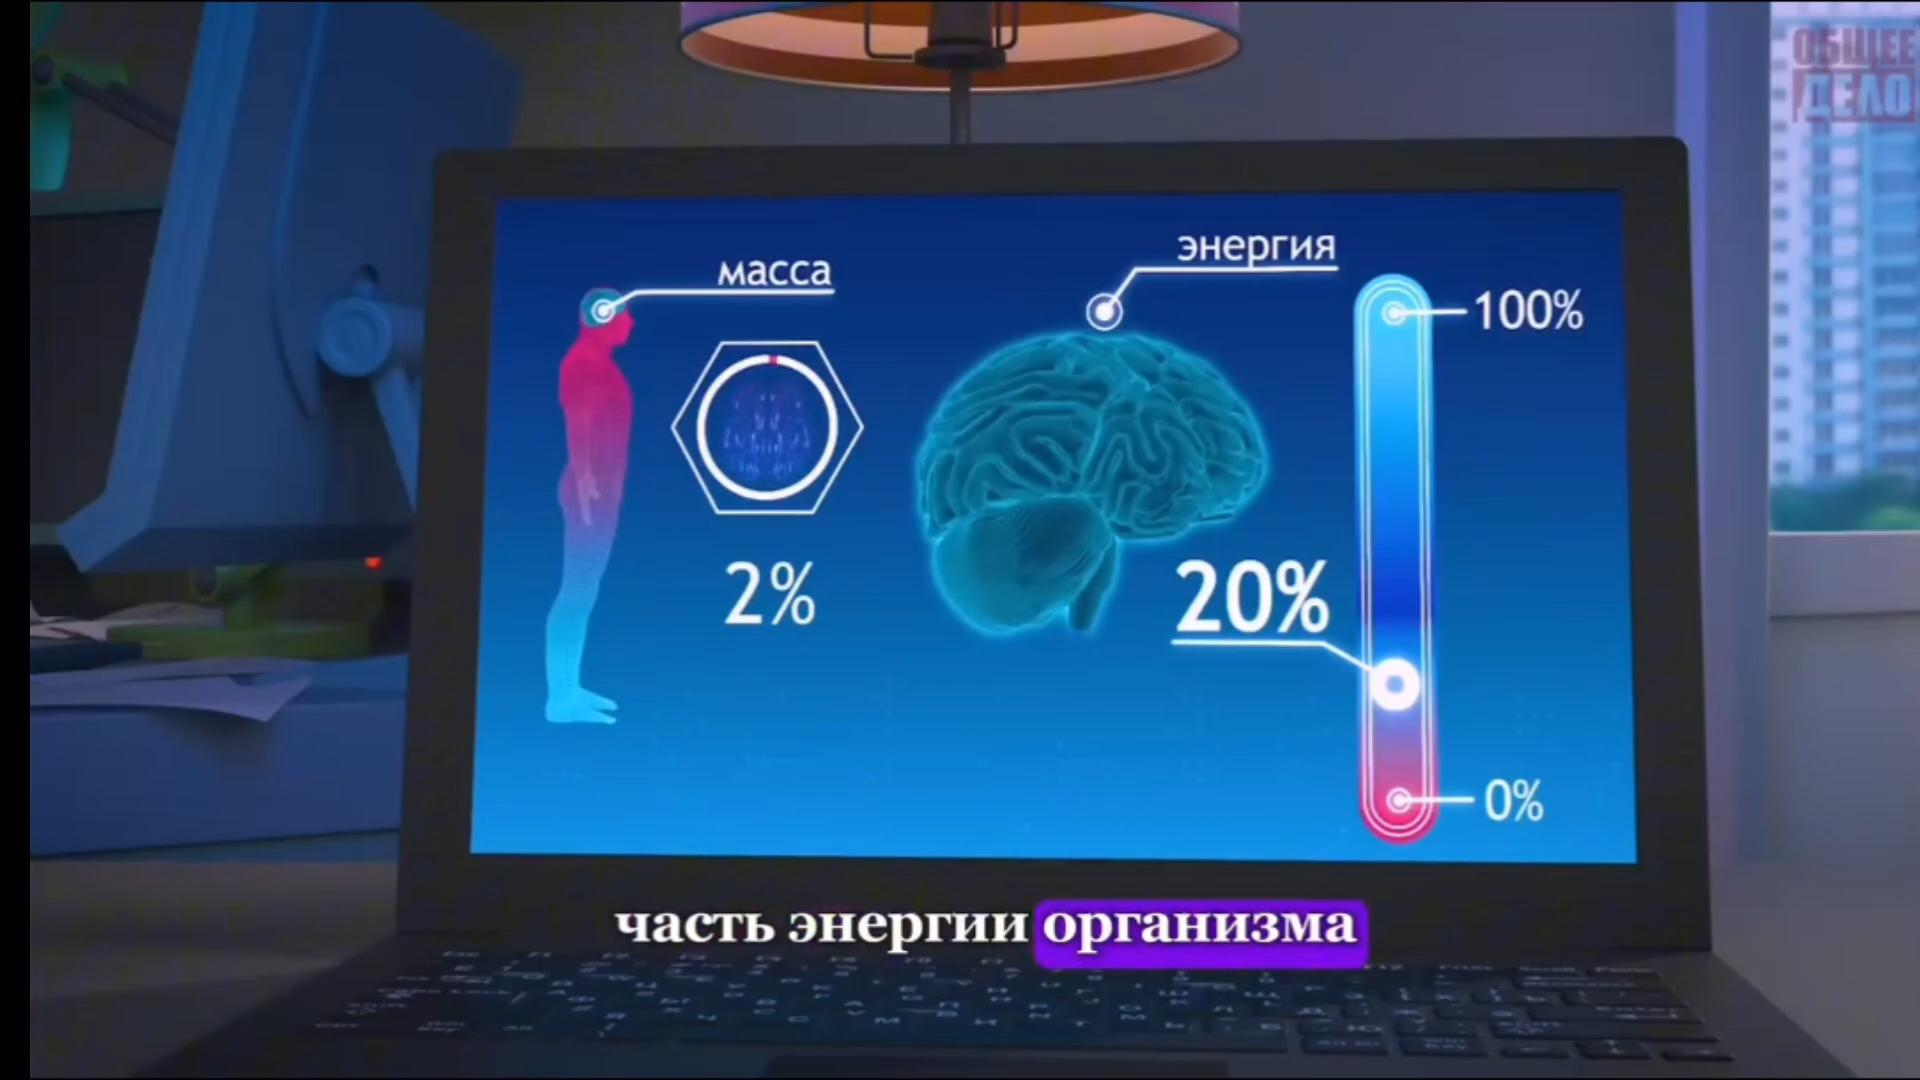 ОБЩЕЕ
ДЕЛО
масса
энергия
100%
2%
20%
0%
часть энергии организма